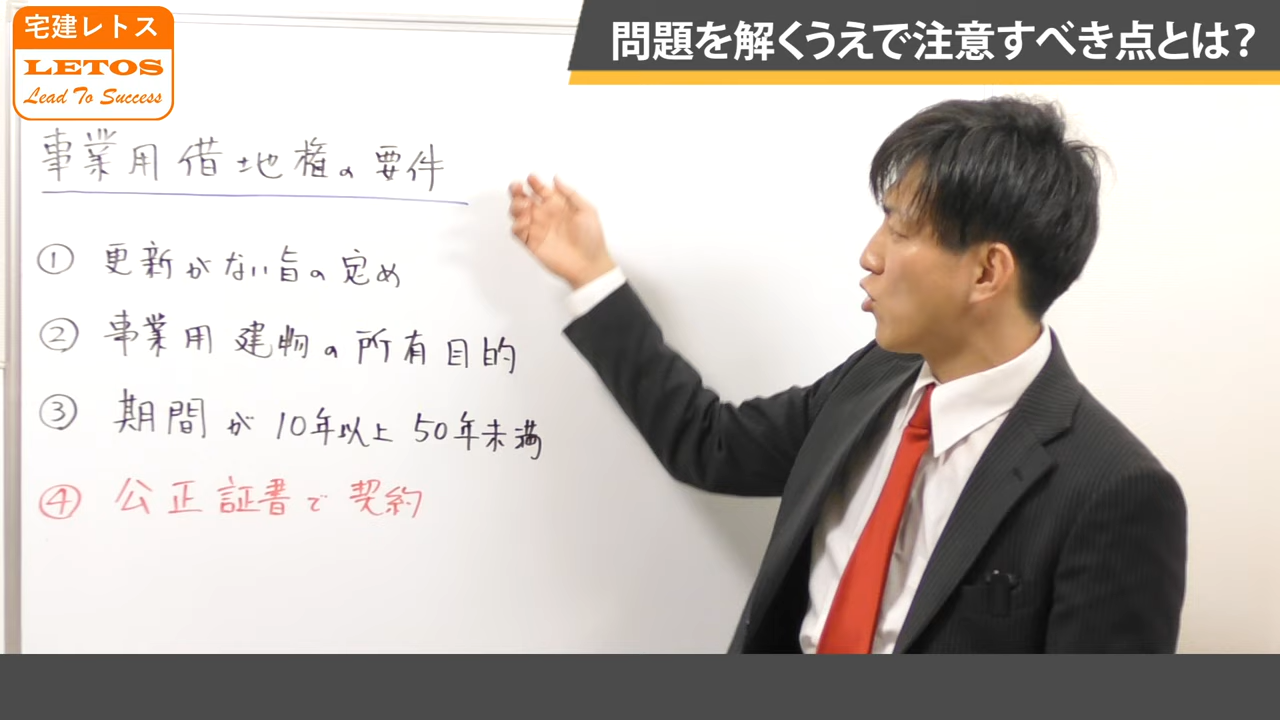 宅建レトス
LETOS
Lead To Success
問題を解くうえで注意すべき点とは?
事業用借地権の要件
① 更新がない旨の定め
② 事業用建物の所有目的
③ 期間が10年以上50年未満
④ 公正証書で契約